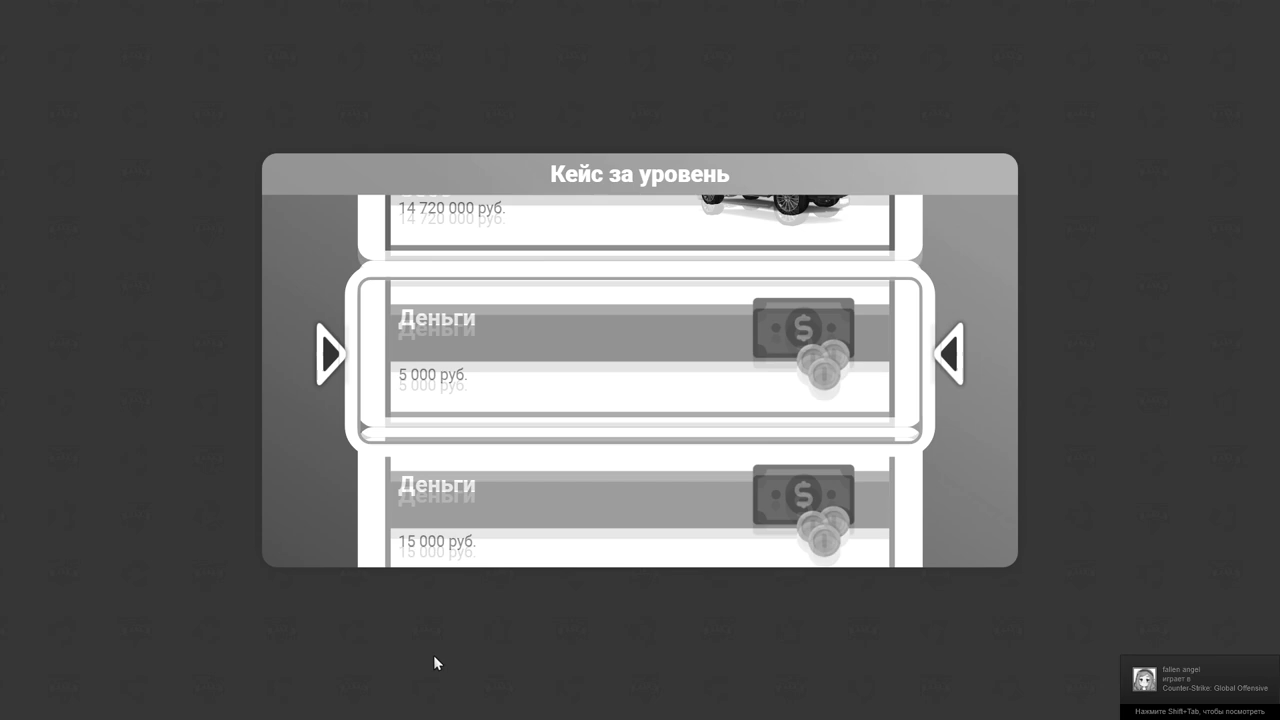 Кейс за уровень
14 720 000 руб.
Деньги
5 000 руб.
Деньги
15 000 руб.
fallen angel
играет в
Counter-Strike: Global Offensive
Нажмите Shift+Tab, чтобы посмотреть